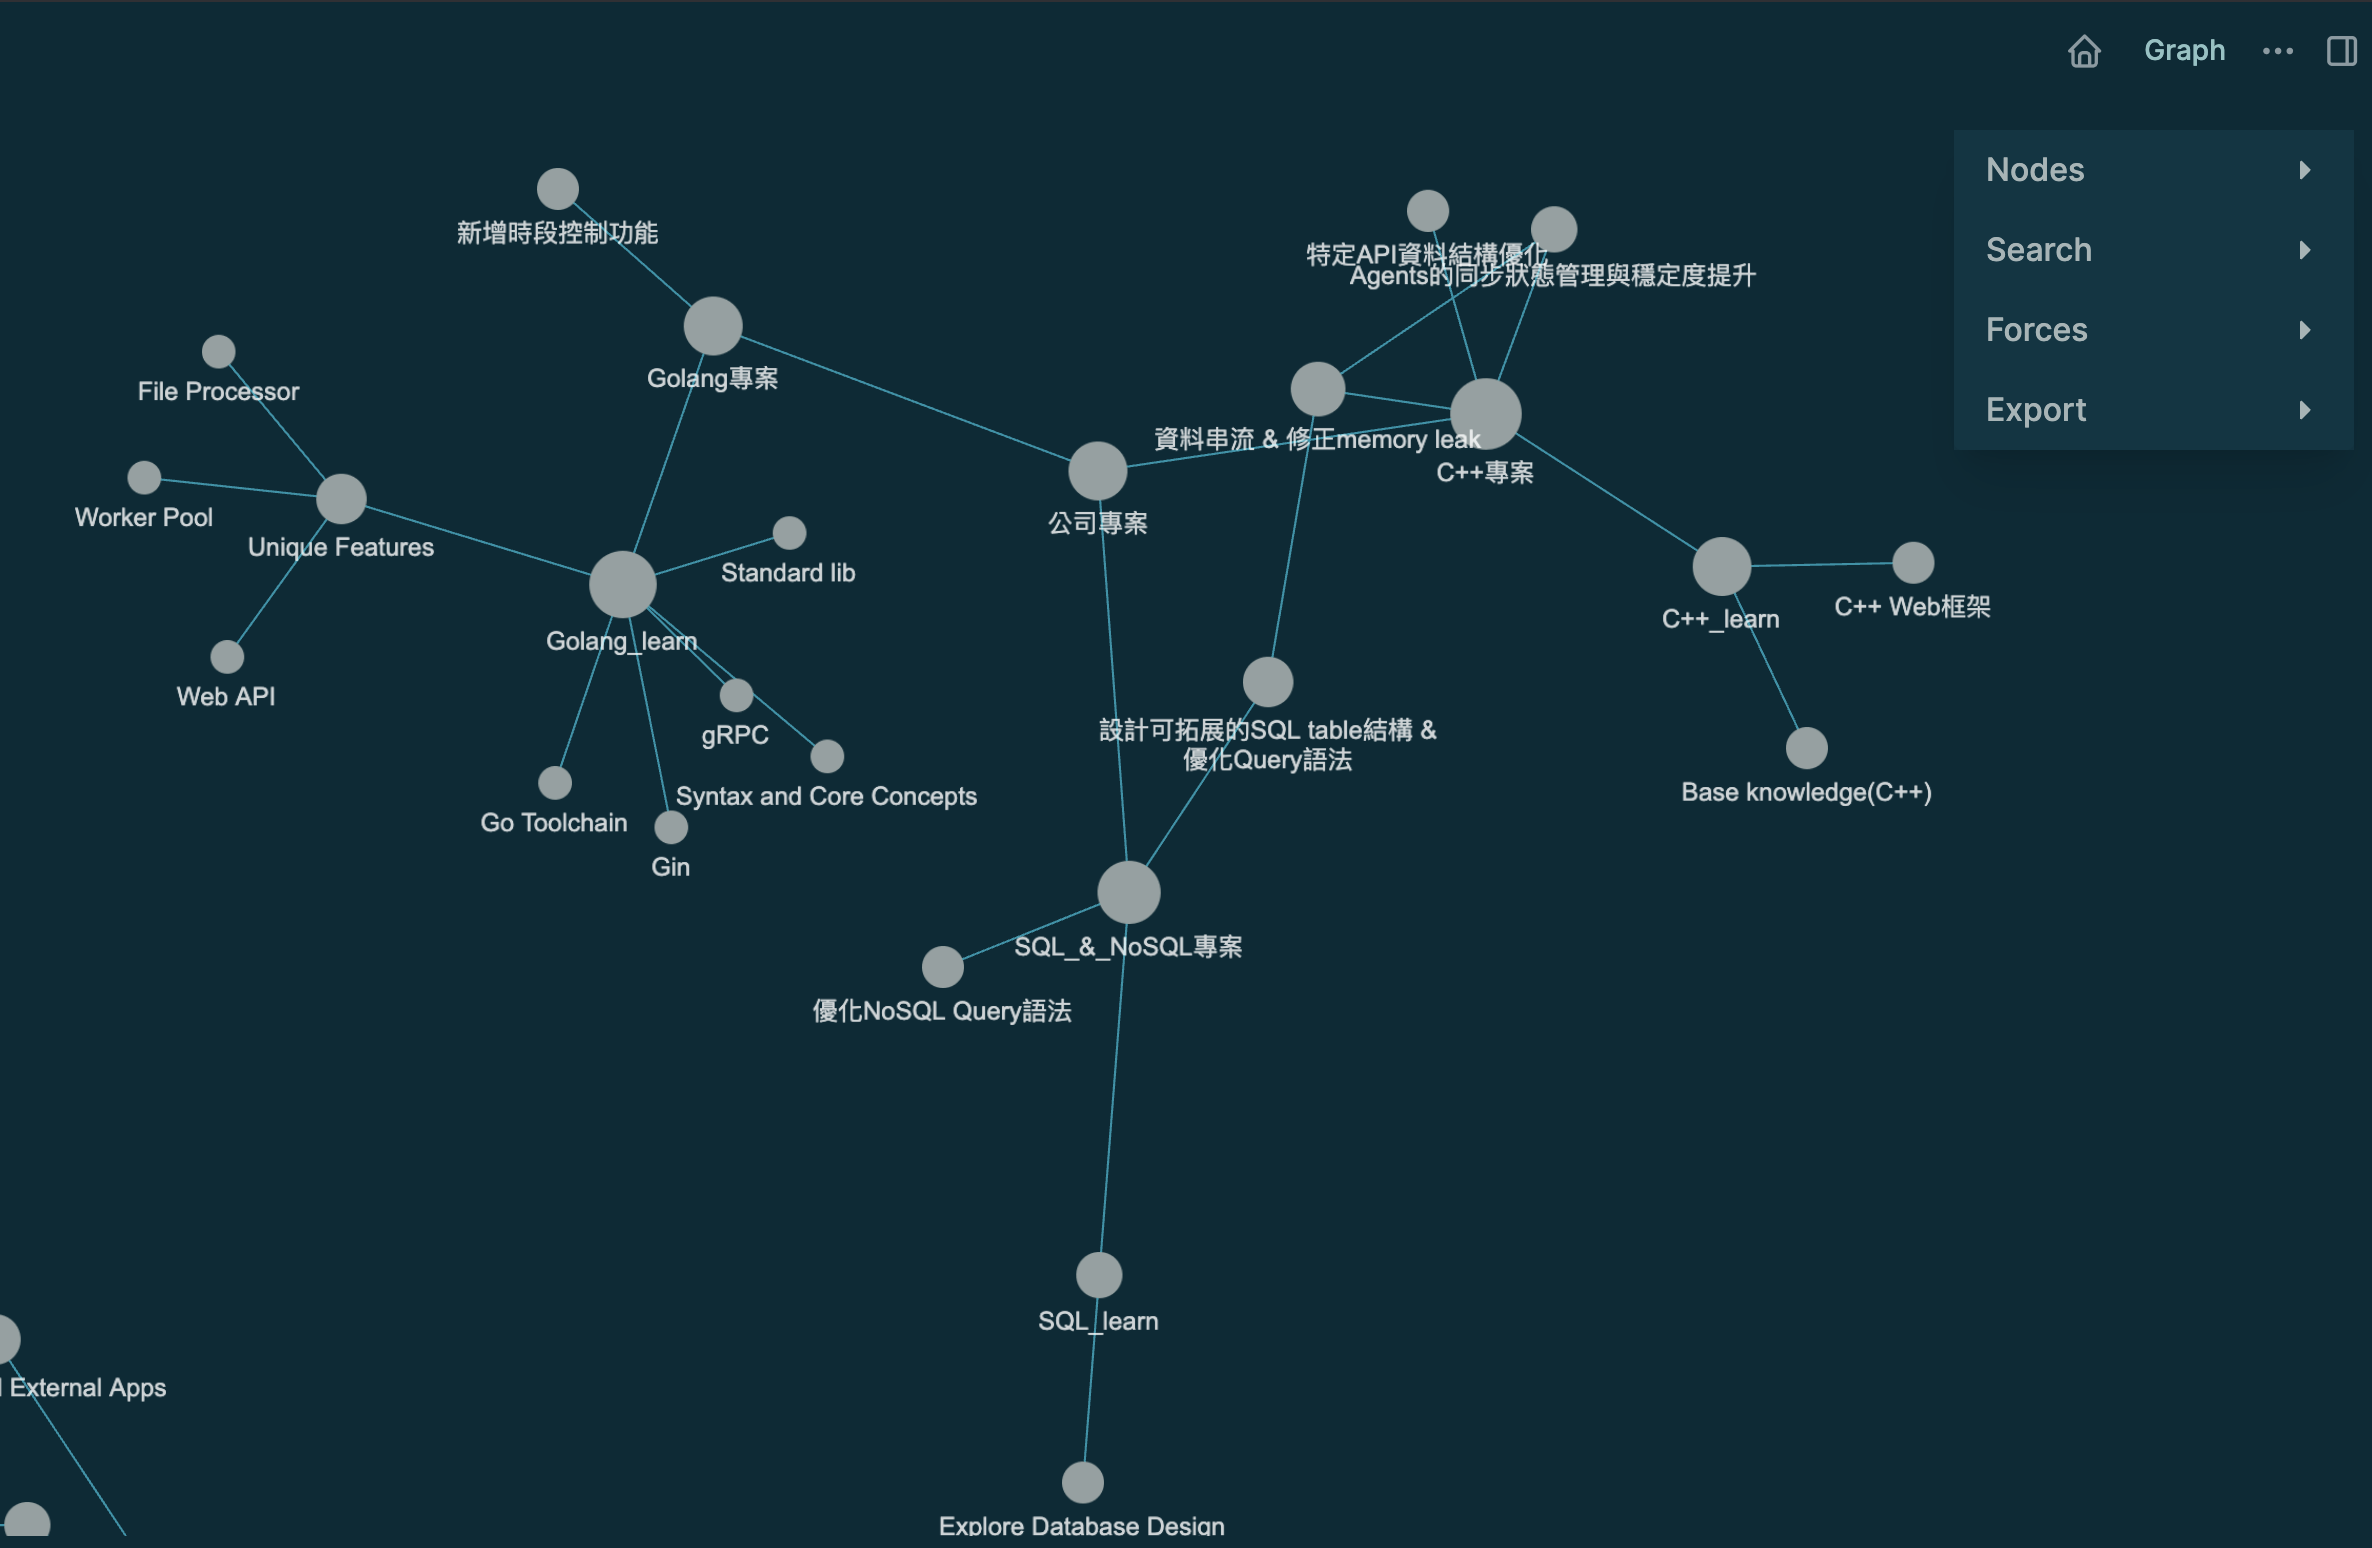 Graph
Nodes
Search
Forces
Export
新增時段控制功能
特定API資料結構優化
Agents的同步狀態管理與穩定度提升
Golang專案
File Processor
資料串流 & 修正memory leak
C++專案
Worker Pool
公司專案
Unique Features
Standard lib
C++ Web框架
C++_learn
Golang_learn
Web API
gRPC
設計可拓展的SQL table結構 &
優化Query語法
Base knowledge(C++)
Syntax and Core Concepts
Go Toolchain
Gin
SQL_&_NoSQL專案
優化NoSQL Query語法
SQL_learn
External Apps
Explore Database Design